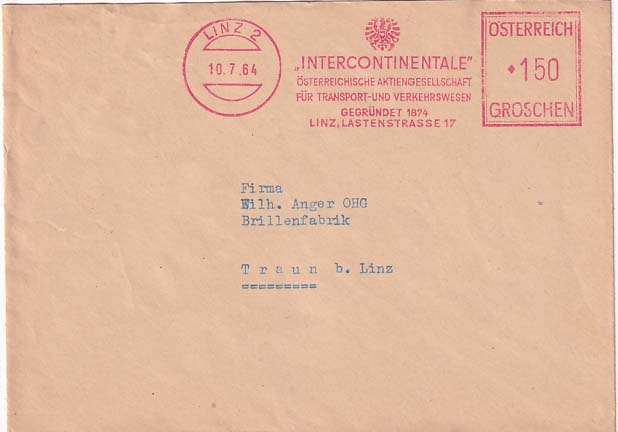 LINZ 2
10.7.64
„INTERCONTINENTALE"
ÖSTERREICHISCHE AKTIENGESELLSCHAFT
FÜR TRANSPORT-UND VERKEHRSWESEN
GEGRÜNDET 1874
LINZ, LASTENSTRASSE 17
ÖSTERREICH
150
GROSCHEN
Firma
Wilh. Anger OHG
Brillenfabrik
T r a u n b. Linz
=========